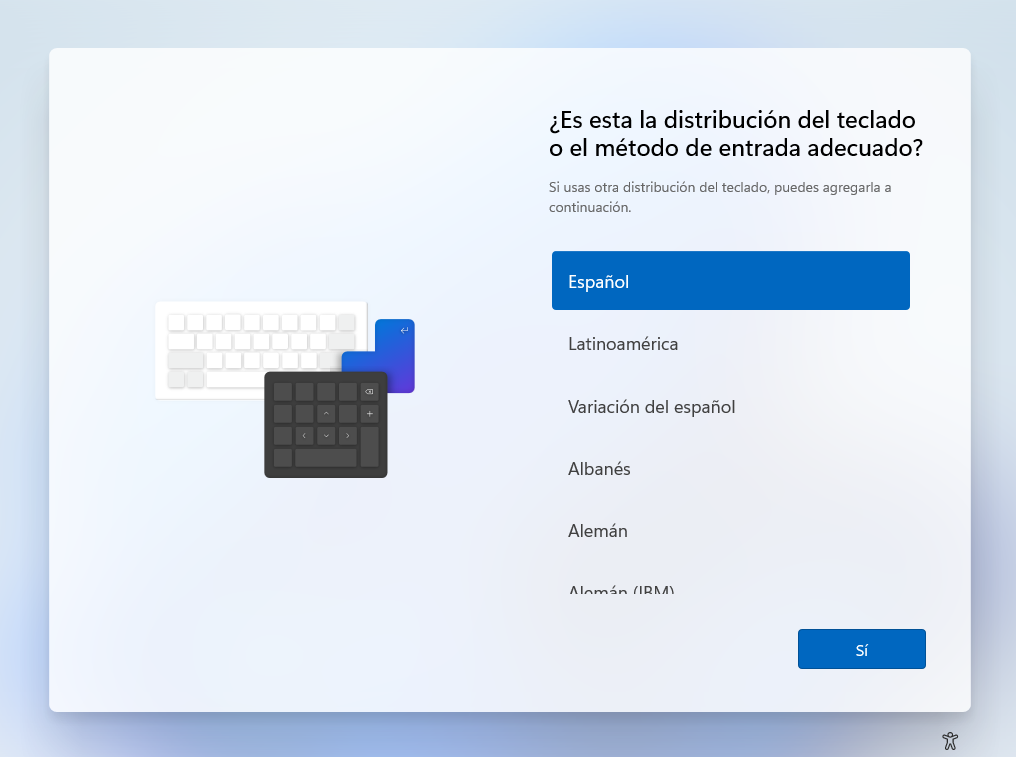 ¿Es esta la distribución del teclado
o el método de entrada adecuado?
Si usas otra distribución del teclado, puedes agregarla a
continuación.
Español
Latinoamérica
Variación del español
Albanés
Alemán
Alemán (IBM)
Sí